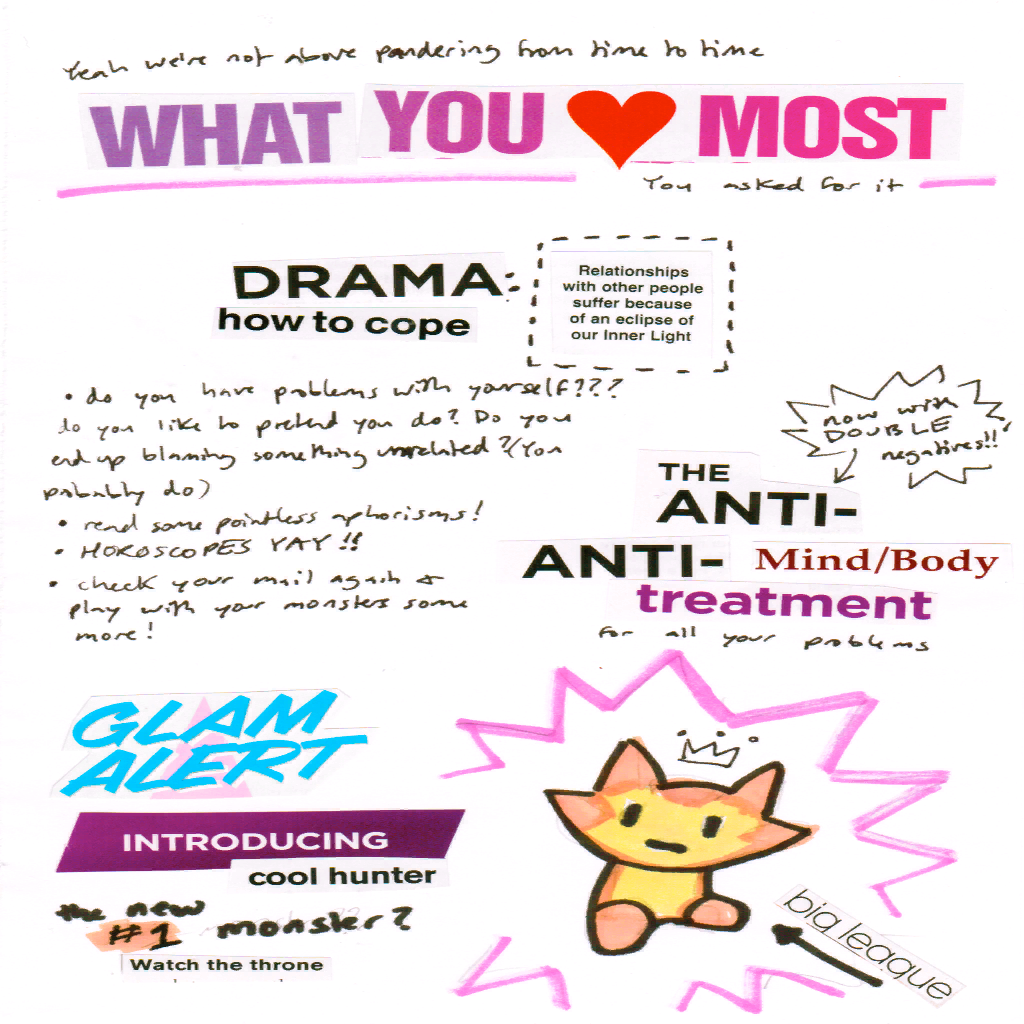 Yeah we're not above pandering from time to time
WHAT YOU ❤ MOST
You asked for it
DRAMA:
how to cope
Relationships
with other people
suffer because
of an eclipse of
our Inner Light
• do you have problems with yourself???
do you like to pretend you do? Do you
end up blaming something unrelated? (You
probably do)
• read some pointless aphorisms!
• HOROSCOPES YAY!!
• check your mail again &
play with your monsters some
more!
now with
DOUBLE
negatives!!
THE
ANTI-
ANTI- Mind/Body
treatment
for all your problems
GLAM
ALERT
INTRODUCING
cool hunter
the new
#1 monster?
Watch the throne
big league